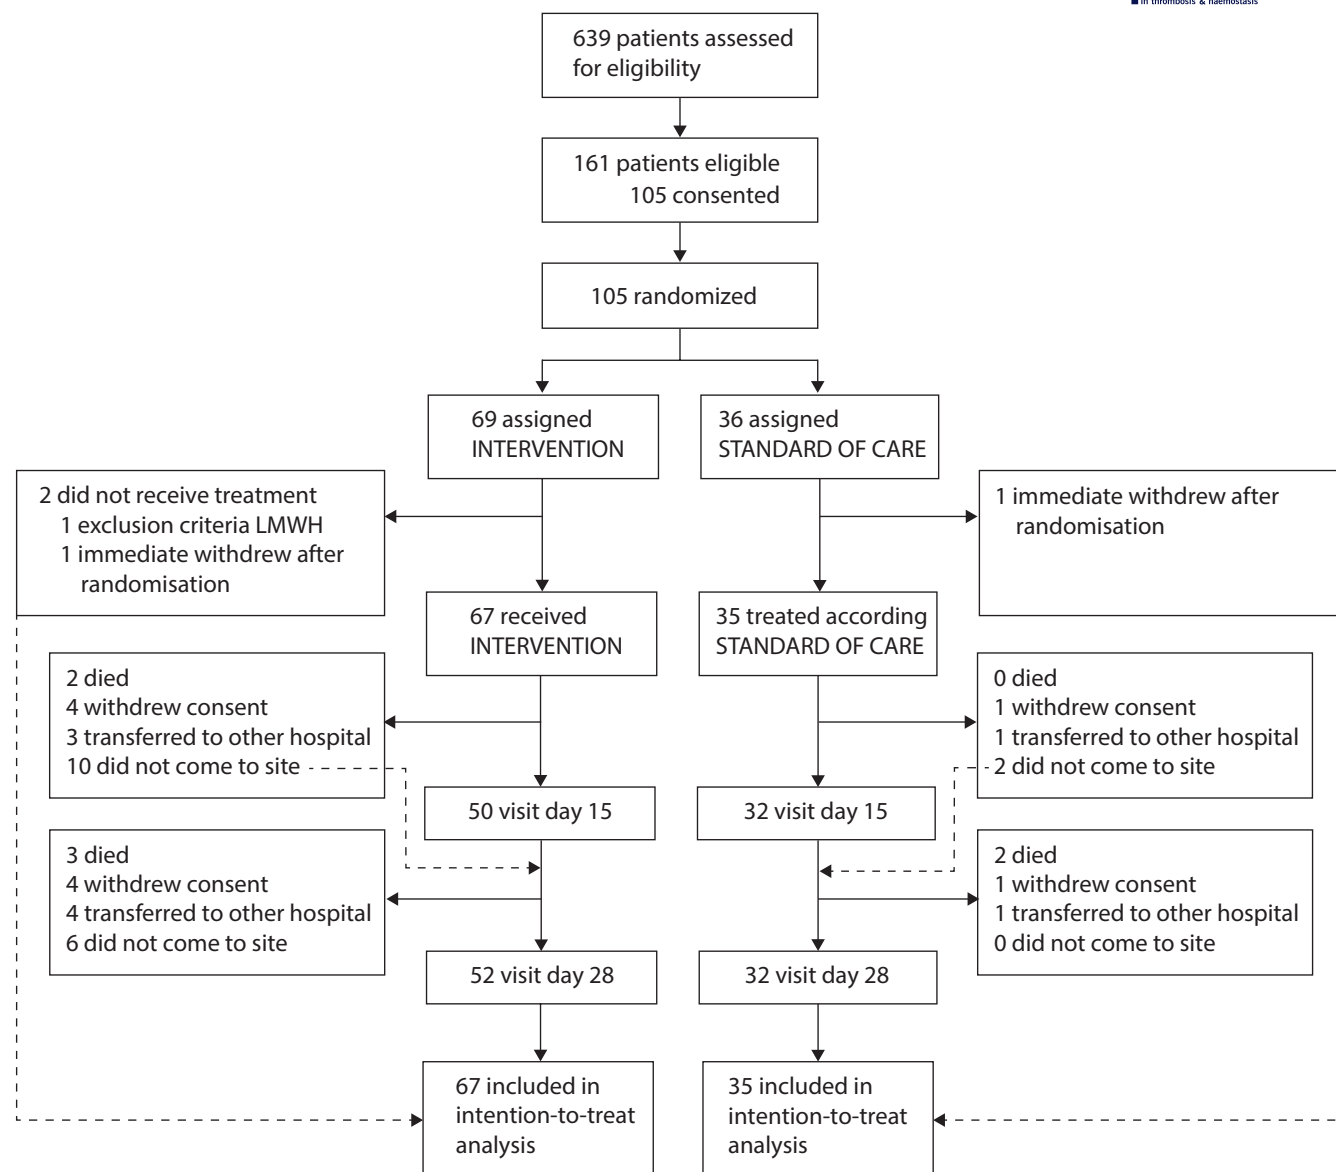 in thrombosis & haemostasis
639 patients assessed
for eligibility
161 patients eligible
105 consented
105 randomized
69 assigned
INTERVENTION
36 assigned
STANDARD OF CARE
2 did not receive treatment
1 exclusion criteria LMWH
1 immediate withdrew after
randomisation
1 immediate withdrew after
randomisation
67 received
INTERVENTION
35 treated according
STANDARD OF CARE
2 died
4 withdrew consent
3 transferred to other hospital
10 did not come to site
0 died
1 withdrew consent
1 transferred to other hospital
2 did not come to site
50 visit day 15
32 visit day 15
3 died
4 withdrew consent
4 transferred to other hospital
6 did not come to site
2 died
1 withdrew consent
1 transferred to other hospital
0 did not come to site
52 visit day 28
32 visit day 28
67 included in
intention-to-treat
analysis
35 included in
intention-to-treat
analysis